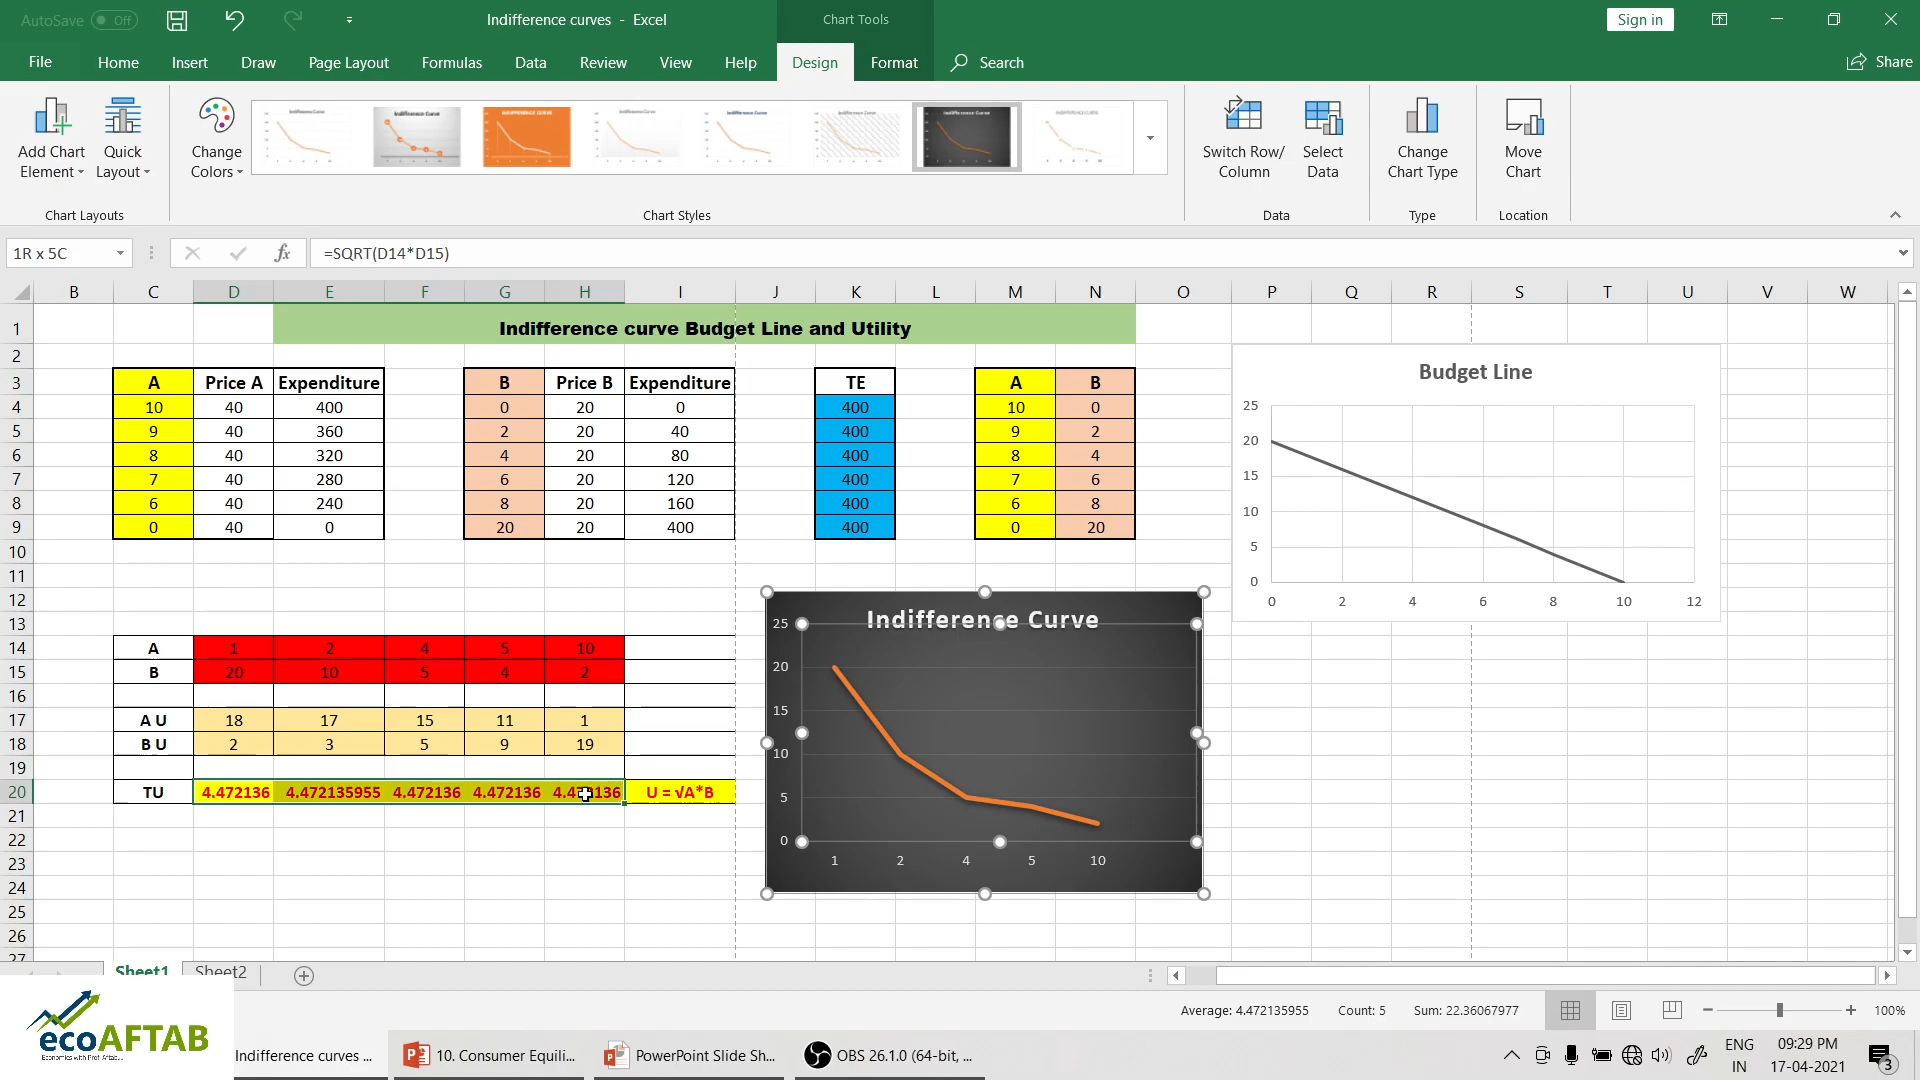 AutoSave Off
Indifference curves - Excel
Chart Tools
Sign in
File Home Insert Draw Page Layout Formulas Data Review View Help Design Format Search Share
Add Chart Element
Quick Layout
Change Colors
Switch Row/ Column
Select Data
Change Chart Type
Move Chart
Chart Layouts
Chart Styles
Data
Type
Location
1R x 5C
fx
=SQRT(D14*D15)
B C D E F G H I J K L M N O P Q R S T U V W
1 Indifference curve Budget Line and Utility
2
3 A Price A Expenditure B Price B Expenditure TE A B
4 10 40 400 0 20 0 400 10 0
5 9 40 360 2 20 40 400 9 2
6 8 40 320 4 20 80 400 8 4
7 7 40 280 6 20 120 400 7 6
8 6 40 240 8 20 160 400 6 8
9 0 40 0 20 20 400 400 0 20
10
11
12
13
14 A 1 2 4 5 10
15 B 20 10 5 4 2
16
17 A U 18 17 15 11 1
18 B U 2 3 5 9 19
19
20 TU 4.472136 4.472135955 4.472136 4.472136 U = √A*B
21
22
23
24
25
26
27
Budget Line
25
20
15
10
5
0
0 2 4 6 8 10 12
Indifference Curve
25
20
15
10
5
0
1 2 4 5 10
Sheet1 Sheet2
Average: 4.472135955 Count: 5 Sum: 22.36067977 100%
ecoAFTAB
Economics with Prof. Aftab...
Indifference curves ...
10. Consumer Equili...
PowerPoint Slide Sh...
OBS 26.1.0 (64-bit, ...
ENG
IN
09:29 PM
17-04-2021
3